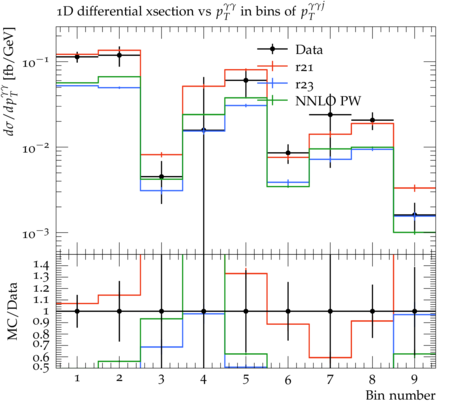 1D differential xsection vs p_T^{γγ} in bins of p_T^{γγj}
dσ/dp_T^{γγ} [fb/GeV]
10^{−1}
10^{−2}
10^{−3}
Data
r21
r23
NNLO PW
MC/Data
1.4
1.3
1.2
1.1
1
0.9
0.8
0.7
0.6
0.5
1 2 3 4 5 6 7 8 9
Bin number